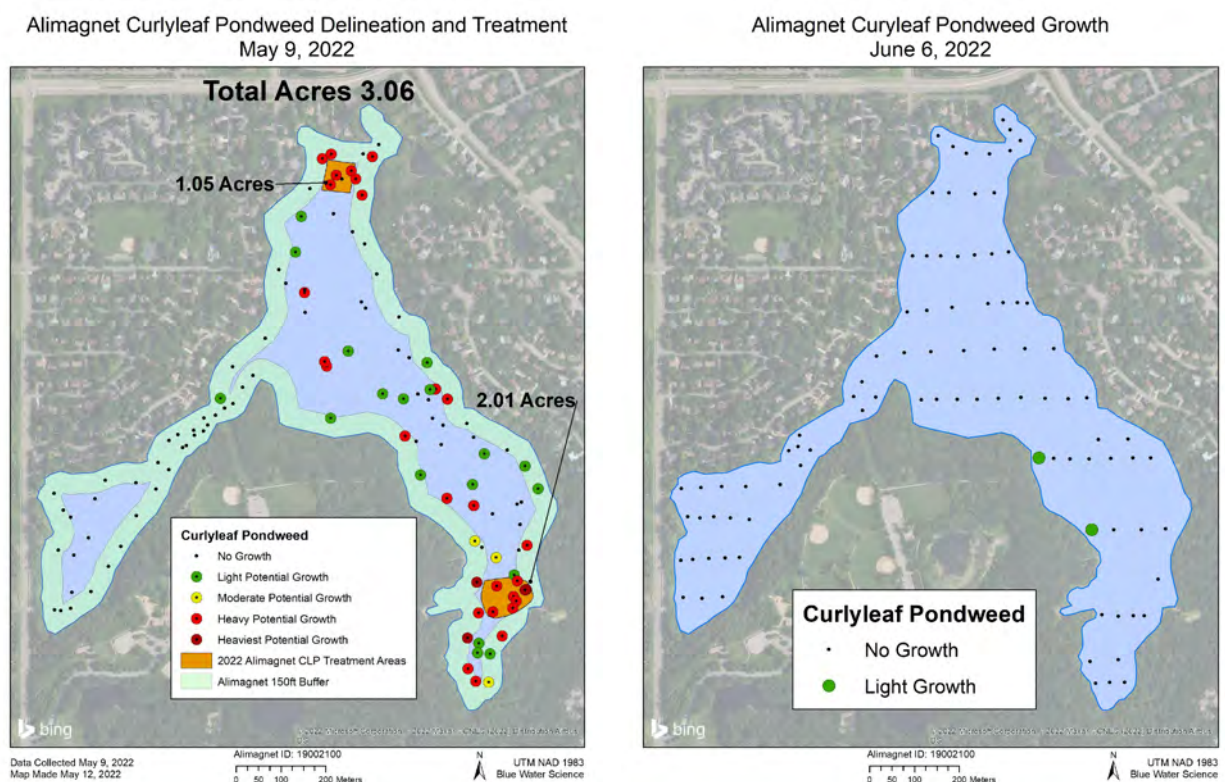 Alimagnet Curlyleaf Pondweed Delineation and Treatment
May 9, 2022
Total Acres 3.06
1.05 Acres
2.01 Acres
Curlyleaf Pondweed
No Growth
Light Potential Growth
Moderate Potential Growth
Heavy Potential Growth
Heaviest Potential Growth
2022 Alimagnet CLP Treatment Areas
Alimagnet 150ft Buffer
bing
Data Collected May 9, 2022
Map Made May 12, 2022
Alimagnet ID: 19002100
0 50 100 200 Meters
N
UTM NAD 1983
Blue Water Science
Alimagnet Curlyleaf Pondweed Growth
June 6, 2022
Curlyleaf Pondweed
No Growth
Light Growth
bing
Alimagnet ID: 19002100
0 50 100 200 Meters
N
UTM NAD 1983
Blue Water Science